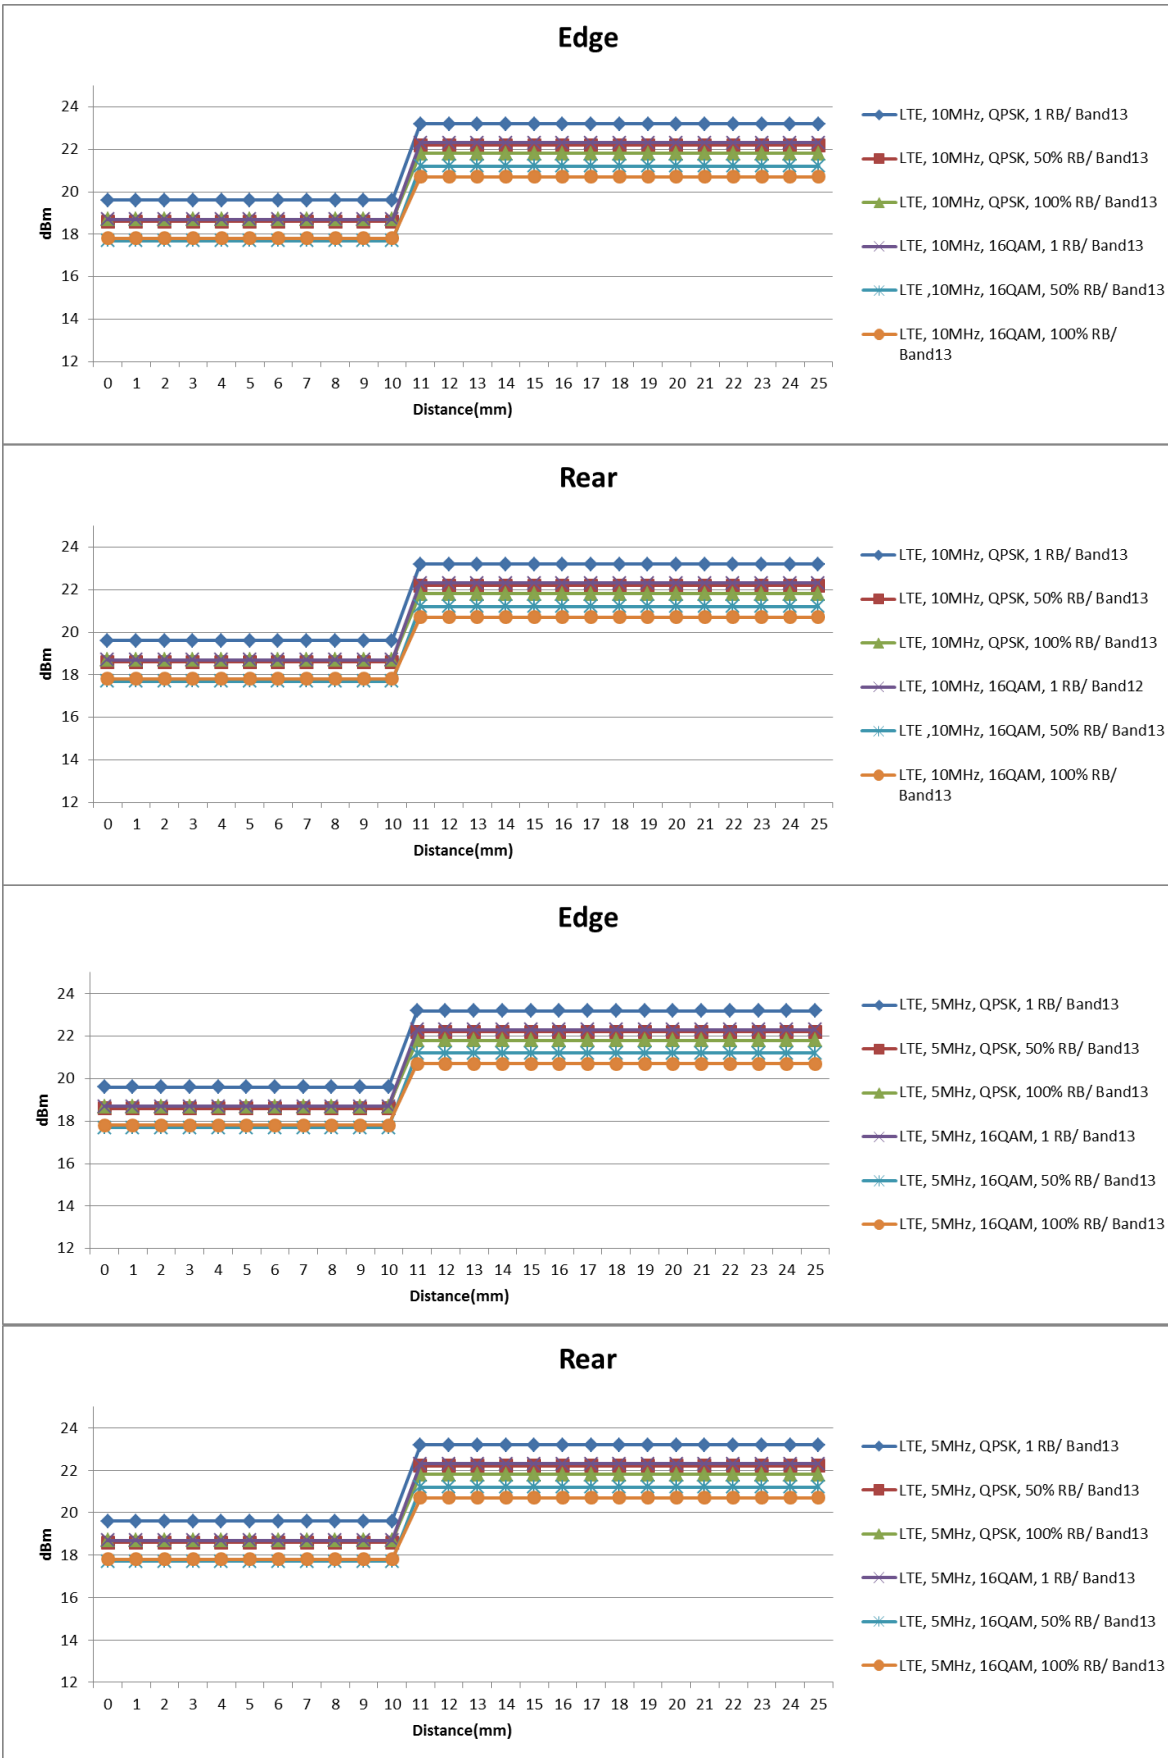 Edge
24
22
20
18
16
14
12
dBm
0 1 2 3 4 5 6 7 8 9 10 11 12 13 14 15 16 17 18 19 20 21 22 23 24 25
Distance(mm)
LTE, 10MHz, QPSK, 1 RB/ Band13
LTE, 10MHz, QPSK, 50% RB/ Band13
LTE, 10MHz, QPSK, 100% RB/ Band13
LTE, 10MHz, 16QAM, 1 RB/ Band13
LTE ,10MHz, 16QAM, 50% RB/ Band13
LTE, 10MHz, 16QAM, 100% RB/
Band13
Rear
24
22
20
18
16
14
12
dBm
0 1 2 3 4 5 6 7 8 9 10 11 12 13 14 15 16 17 18 19 20 21 22 23 24 25
Distance(mm)
LTE, 10MHz, QPSK, 1 RB/ Band13
LTE, 10MHz, QPSK, 50% RB/ Band13
LTE, 10MHz, QPSK, 100% RB/ Band13
LTE, 10MHz, 16QAM, 1 RB/ Band12
LTE ,10MHz, 16QAM, 50% RB/ Band13
LTE, 10MHz, 16QAM, 100% RB/
Band13
Edge
24
22
20
18
16
14
12
dBm
0 1 2 3 4 5 6 7 8 9 10 11 12 13 14 15 16 17 18 19 20 21 22 23 24 25
Distance(mm)
LTE, 5MHz, QPSK, 1 RB/ Band13
LTE, 5MHz, QPSK, 50% RB/ Band13
LTE, 5MHz, QPSK, 100% RB/ Band13
LTE, 5MHz, 16QAM, 1 RB/ Band13
LTE, 5MHz, 16QAM, 50% RB/ Band13
LTE, 5MHz, 16QAM, 100% RB/ Band13
Rear
24
22
20
18
16
14
12
dBm
0 1 2 3 4 5 6 7 8 9 10 11 12 13 14 15 16 17 18 19 20 21 22 23 24 25
Distance(mm)
LTE, 5MHz, QPSK, 1 RB/ Band13
LTE, 5MHz, QPSK, 50% RB/ Band13
LTE, 5MHz, QPSK, 100% RB/ Band13
LTE, 5MHz, 16QAM, 1 RB/ Band13
LTE, 5MHz, 16QAM, 50% RB/ Band13
LTE, 5MHz, 16QAM, 100% RB/ Band13